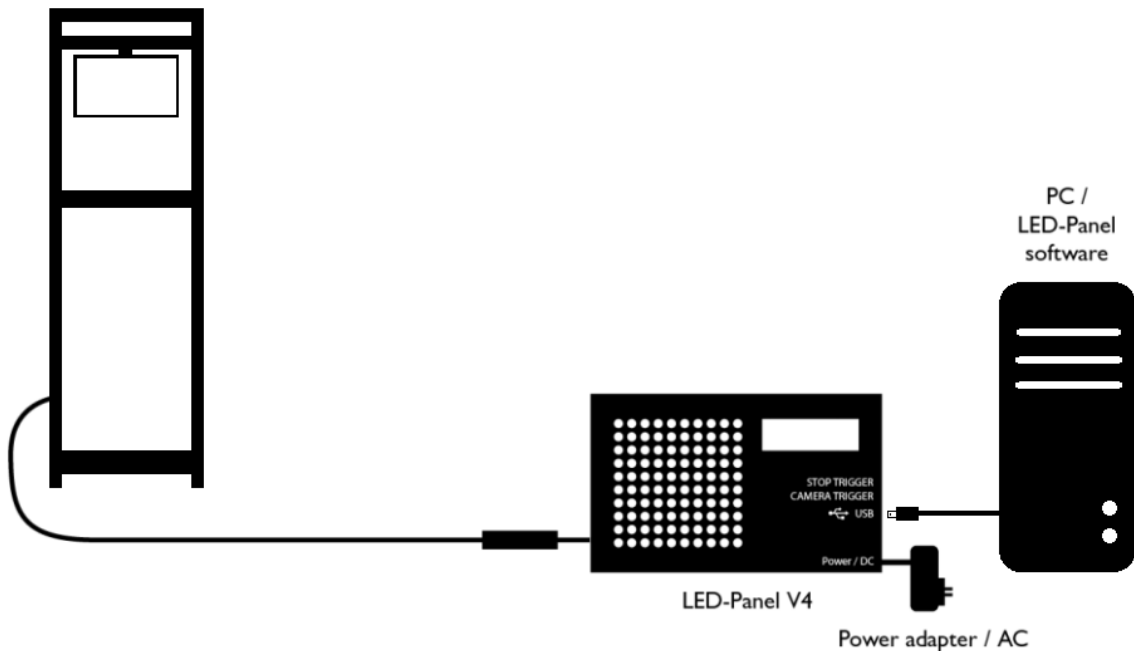 PC /
LED-Panel
software
STOP TRIGGER
CAMERA TRIGGER
USB
Power / DC
LED-Panel V4
Power adapter / AC